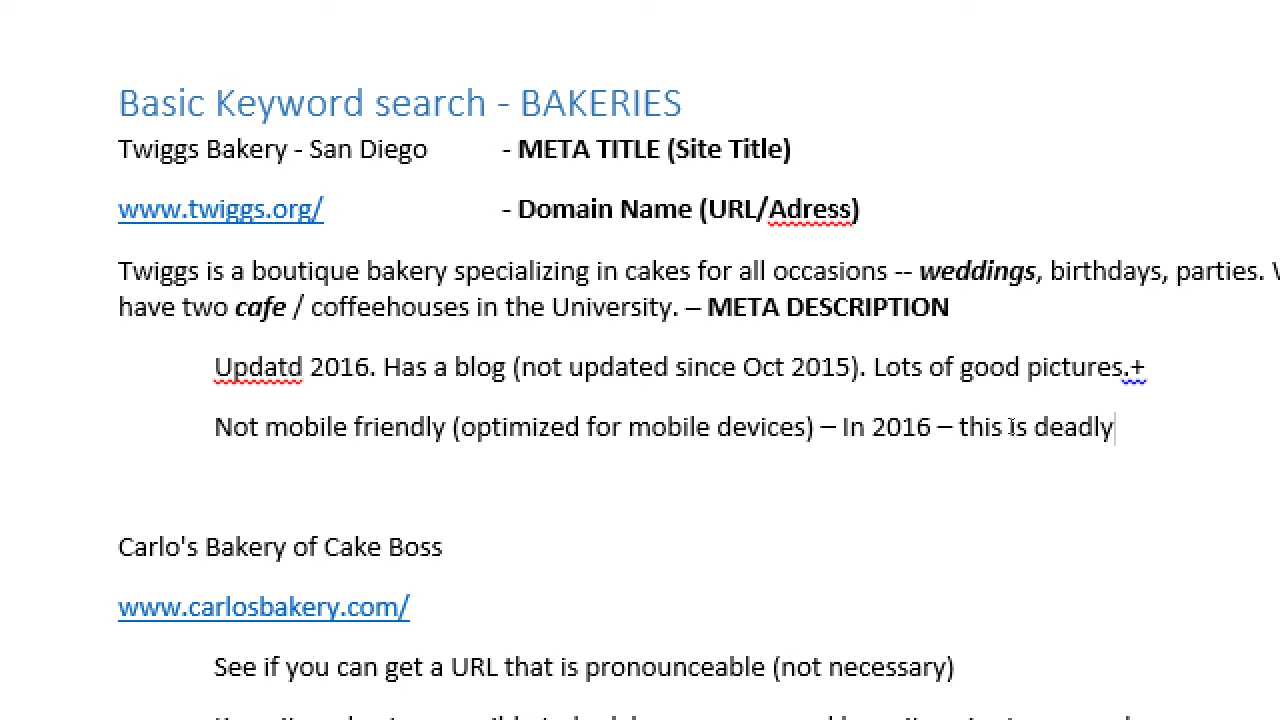 Basic Keyword search - BAKERIES
Twiggs Bakery - San Diego - META TITLE (Site Title)
www.twiggs.org/ - Domain Name (URL/Adress)
Twiggs is a boutique bakery specializing in cakes for all occasions -- weddings, birthdays, parties.
have two cafe / coffeehouses in the University. – META DESCRIPTION
Updatd 2016. Has a blog (not updated since Oct 2015). Lots of good pictures.+
Not mobile friendly (optimized for mobile devices) – In 2016 – this is deadly
Carlo's Bakery of Cake Boss
www.carlosbakery.com/
See if you can get a URL that is pronounceable (not necessary)